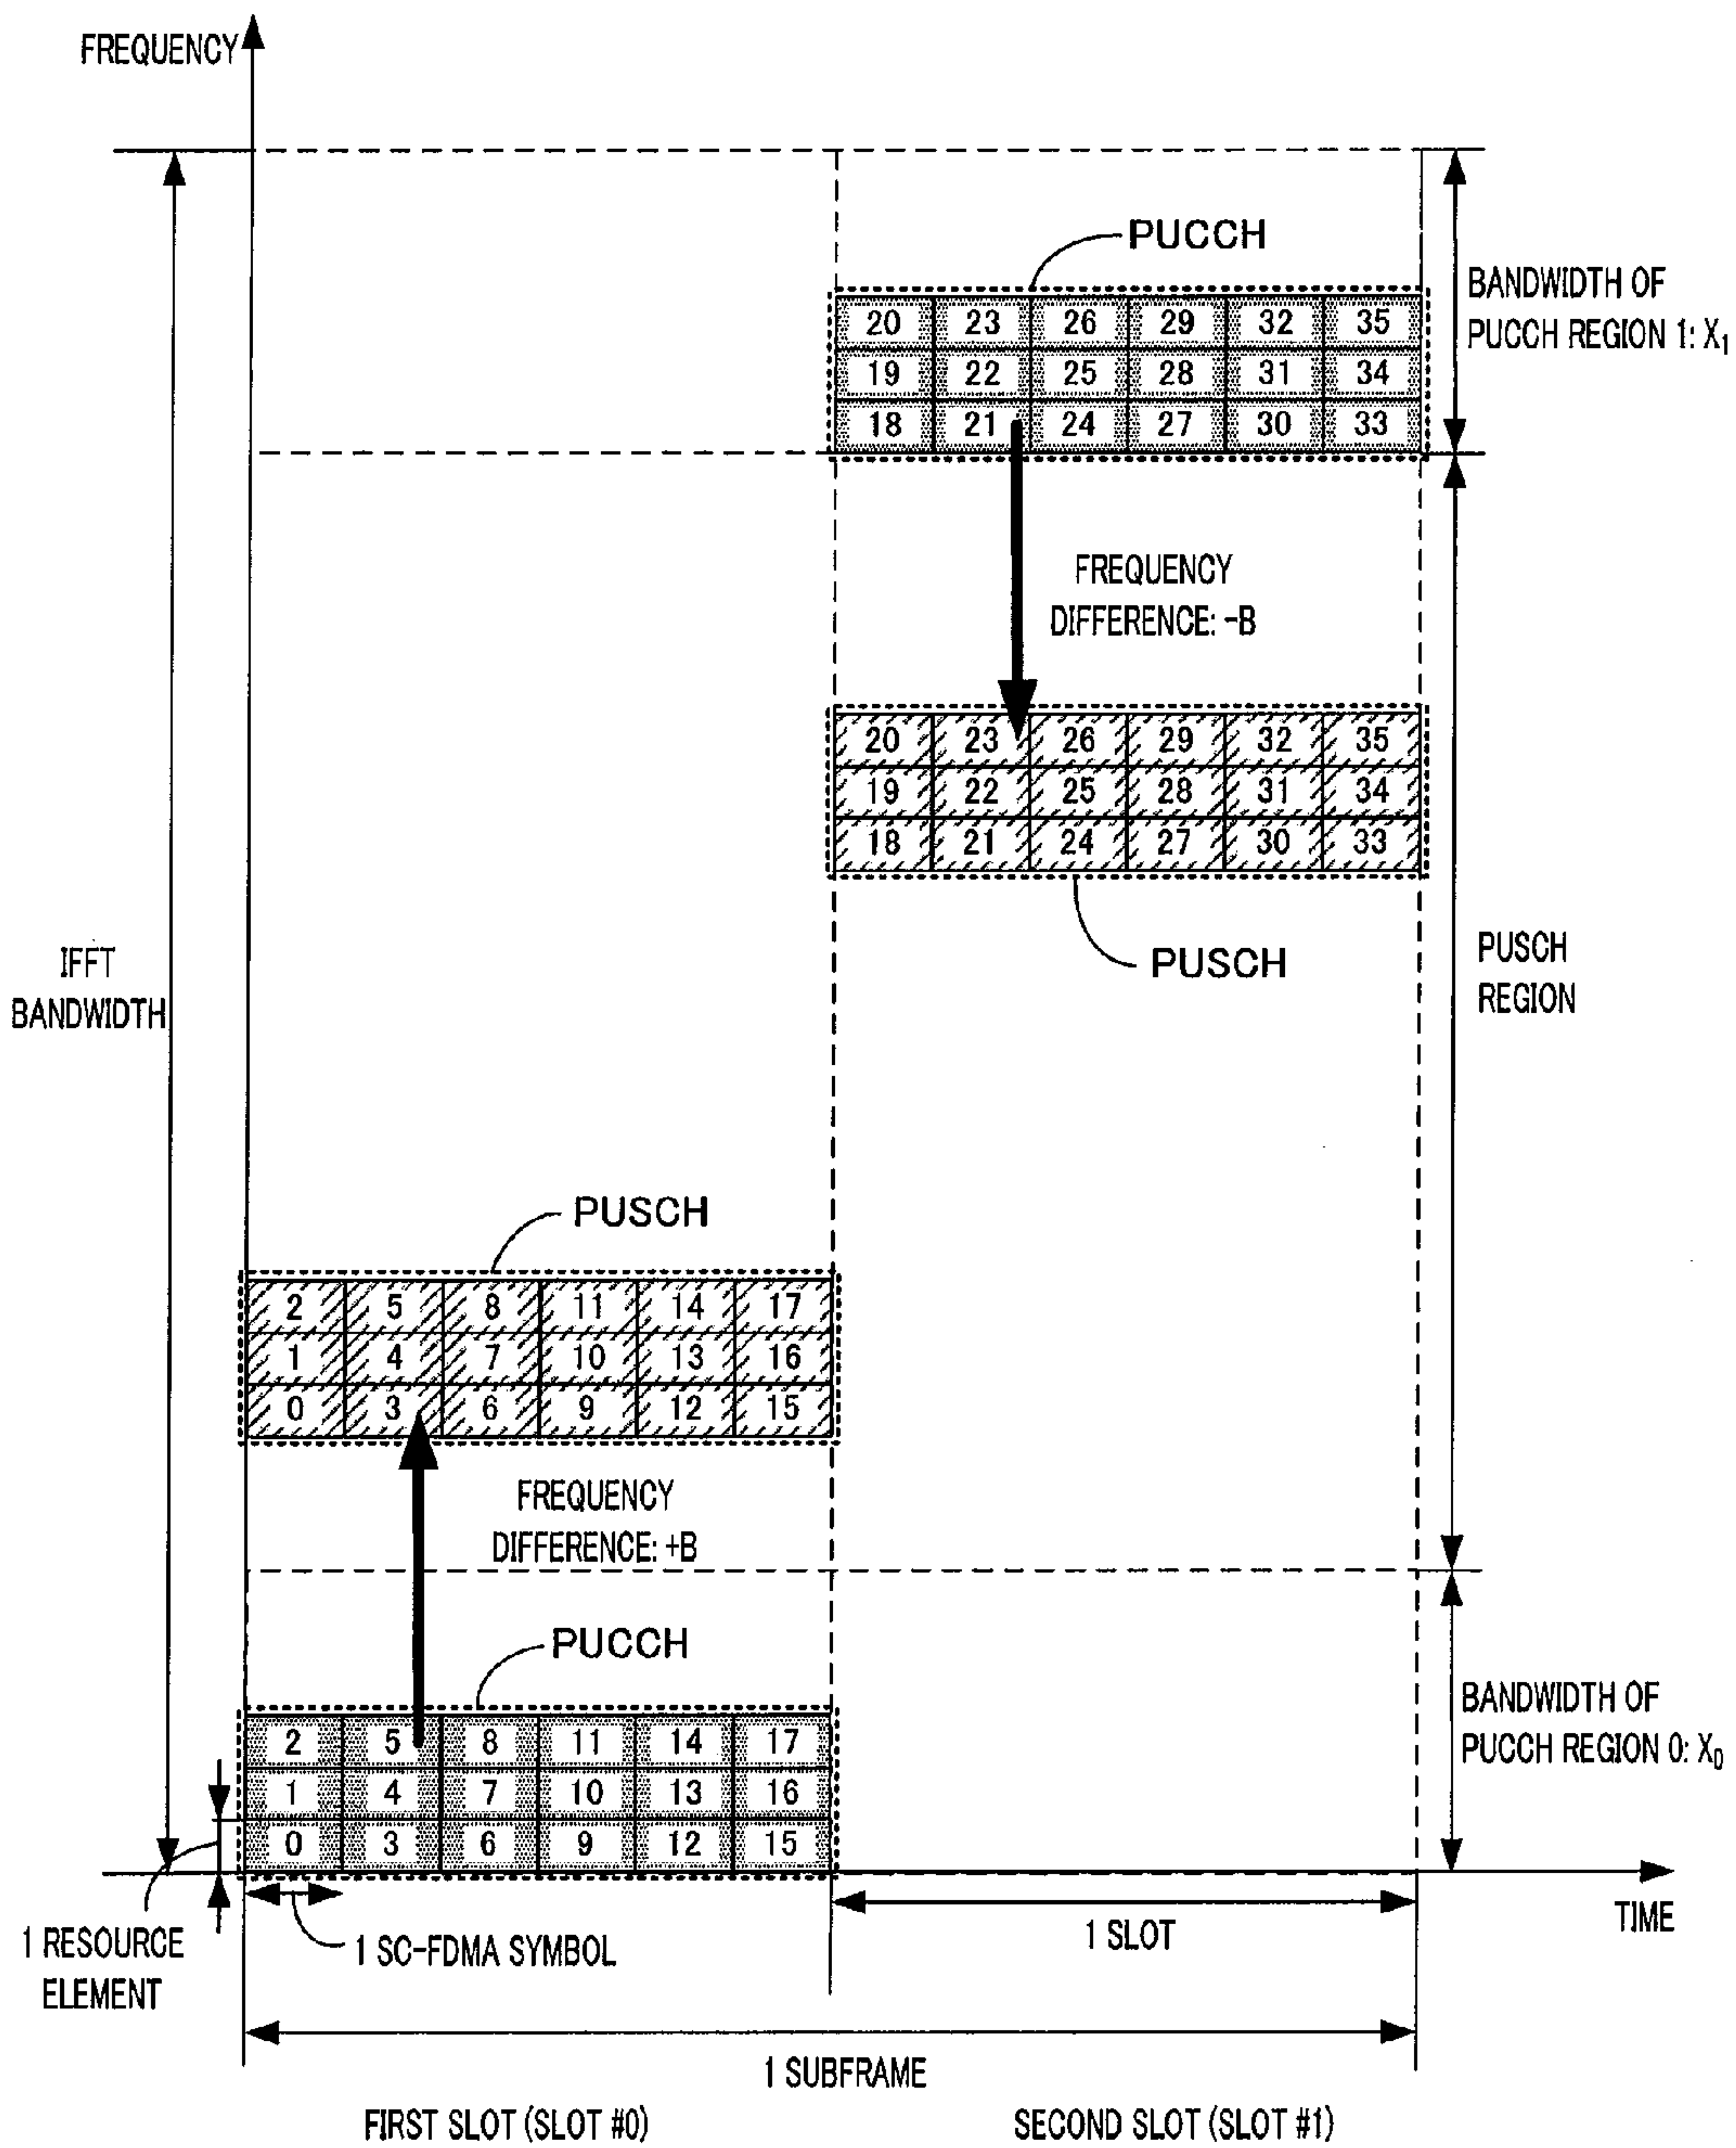 FREQUENCY
PUCCH
20 23 26 29 32 35
19 22 25 28 31 34
18 21 24 27 30 33
BANDWIDTH OF
PUCCH REGION 1: X1
FREQUENCY
DIFFERENCE: -B
20 23 26 29 32 35
19 22 25 28 31 34
18 21 24 27 30 33
PUSCH
IFFT
BANDWIDTH
PUSCH
REGION
PUSCH
2 5 8 11 14 17
1 4 7 10 13 16
0 3 6 9 12 15
FREQUENCY
DIFFERENCE: +B
PUCCH
2 5 8 11 14 17
1 4 7 10 13 16
0 3 6 9 12 15
BANDWIDTH OF
PUCCH REGION 0: X0
TIME
1 RESOURCE
ELEMENT
1 SC-FDMA SYMBOL
1 SLOT
1 SUBFRAME
FIRST SLOT (SLOT #0)
SECOND SLOT (SLOT #1)